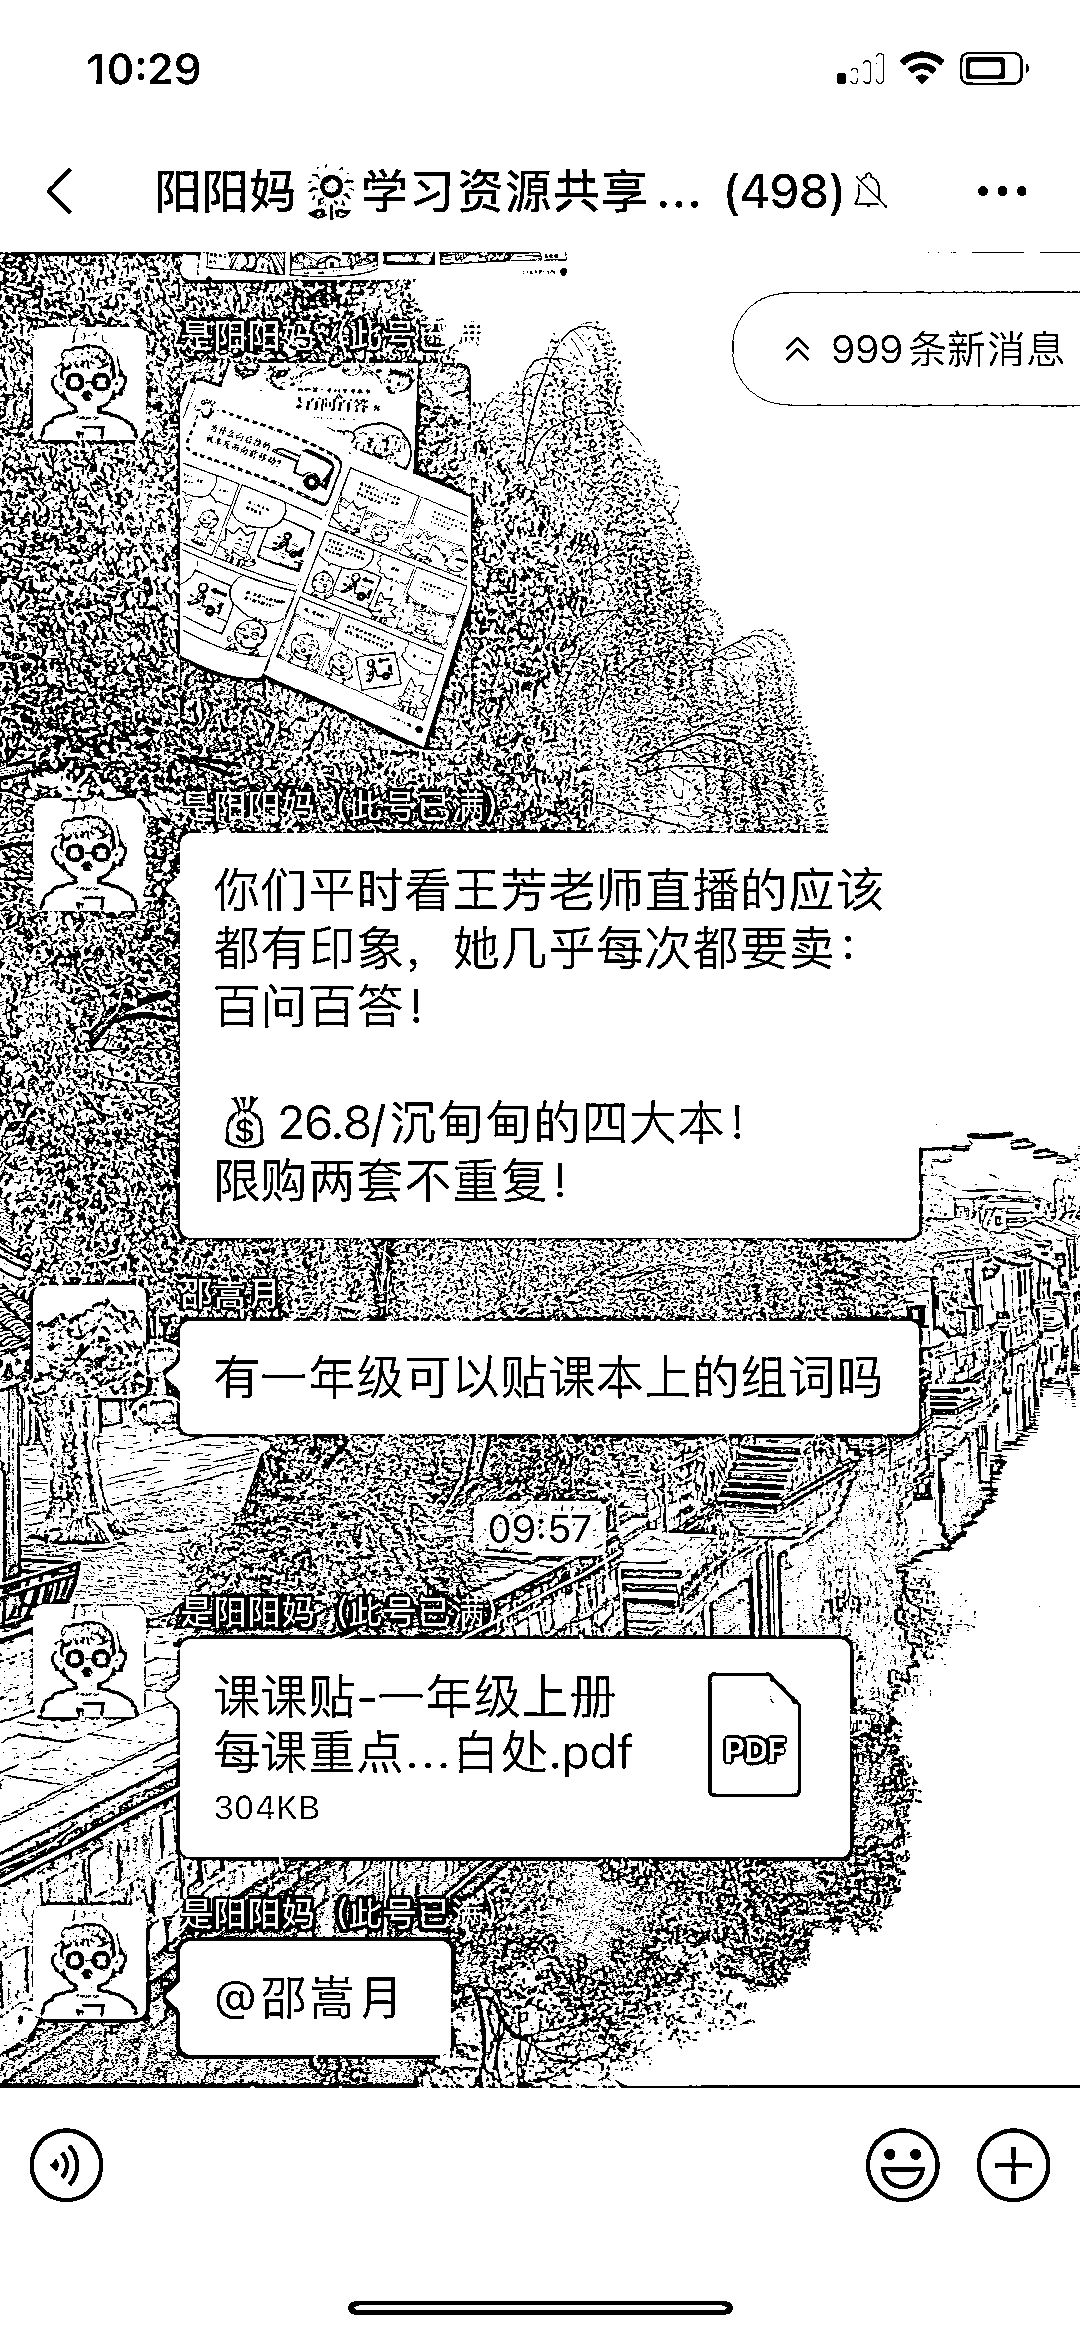 10:29
阳阳妈🌻学习资源共享... (498)
999条新消息
是阳阳妈（此号已满）
百问百答
是阳阳妈（此号已满）
你们平时看王芳老师直播的应该
都有印象，她几乎每次都要卖：
百问百答！
💰26.8/沉甸甸的四大本！
限购两套不重复！
邵嵩月
有一年级可以贴课本上的组词吗
09:57
是阳阳妈（此号已满）
课课贴-一年级上册
每课重点...白处.pdf
PDF
304KB
是阳阳妈（此号已满）
@邵嵩月